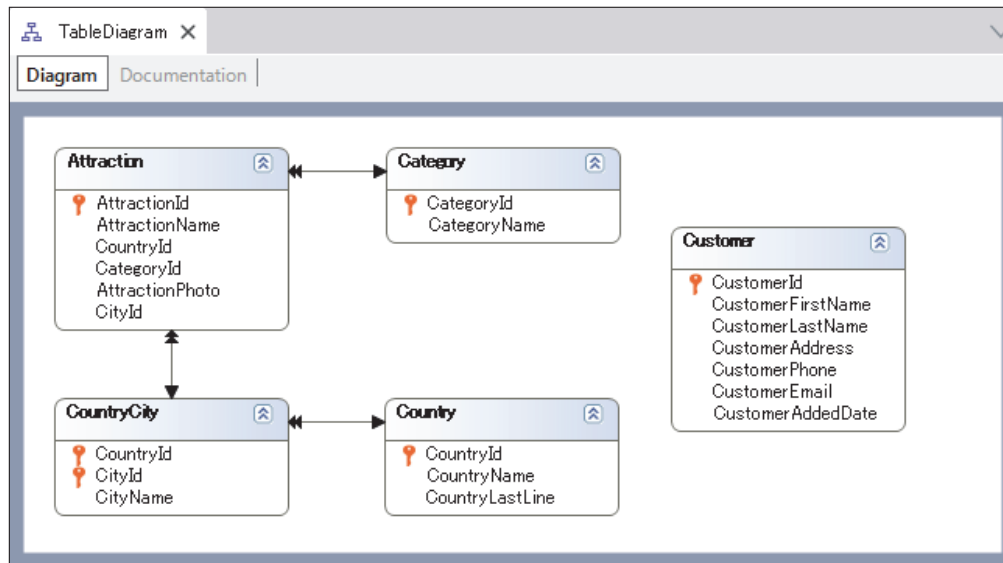 TableDiagram
Diagram Documentation
Attraction
AttractionId
AttractionName
CountryId
CategoryId
AttractionPhoto
CityId
Category
CategoryId
CategoryName
Customer
CustomerId
CustomerFirstName
CustomerLastName
CustomerAddress
CustomerPhone
CustomerEmail
CustomerAddedDate
CountryCity
CountryId
CityId
CityName
Country
CountryId
CountryName
CountryLastLine